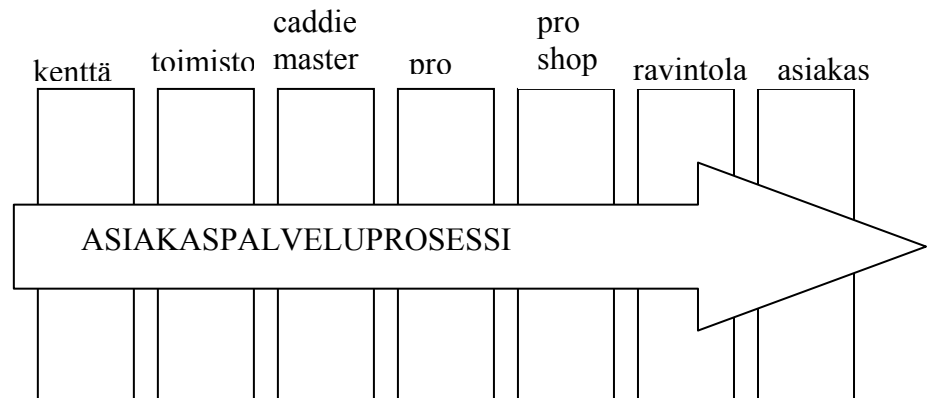 kenttä
toimisto
caddie
master
pro
pro
shop
ravintola
asiakas
ASIAKASPALVELUPROSESSI